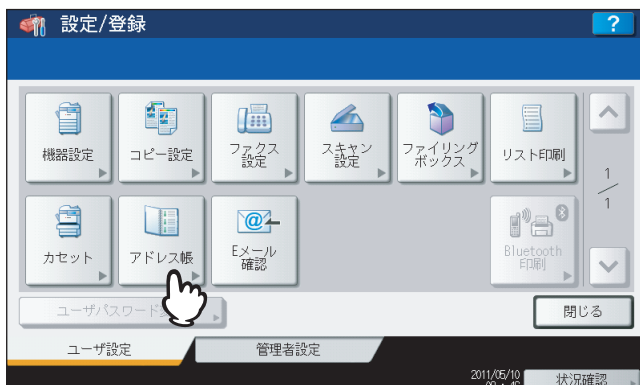 設定/登録
?
機器設定
コピー設定
ファクス
設定
スキャン
設定
ファイリング
ボックス
リスト印刷
1
1
カセット
アドレス帳
Eメール
確認
Bluetooth
印刷
ユーザパスワード
閉じる
ユーザ設定
管理者設定
2011/05/10
状況確認